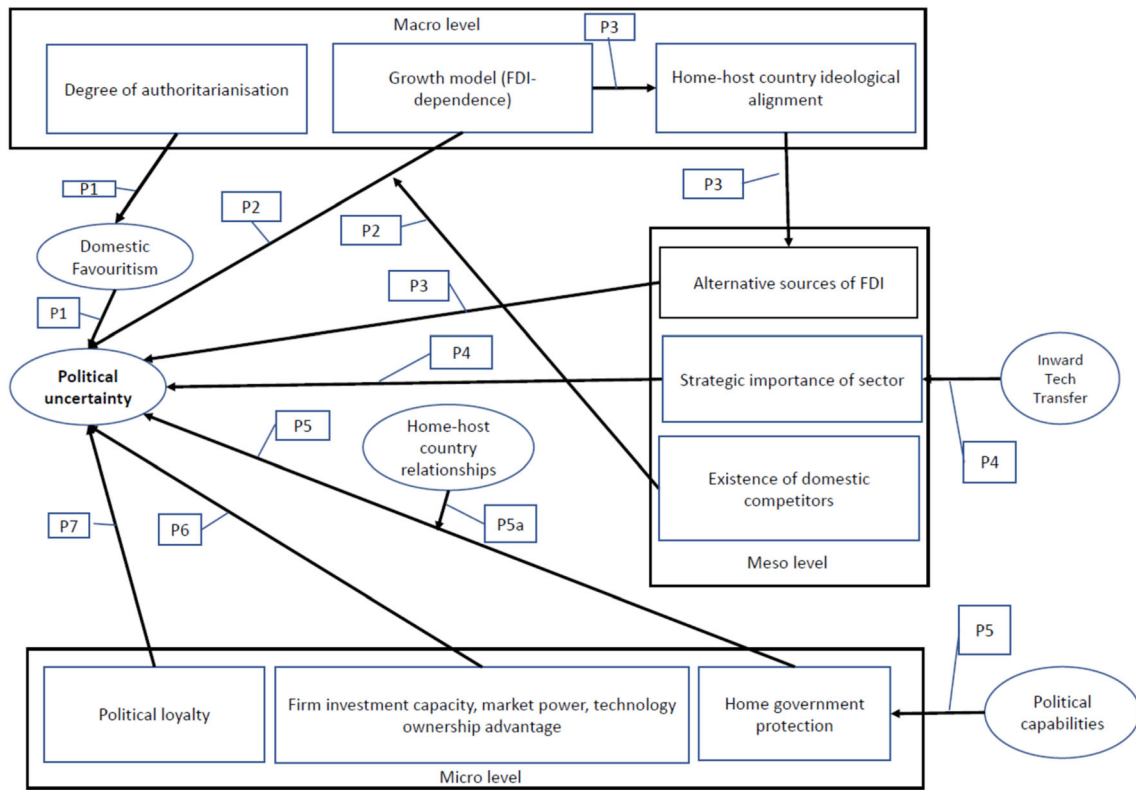 Macro level
P3
Degree of authoritarianisation
Growth model (FDI-
dependence)
Home-host country ideological
alignment
P1
P3
P2
P2
Domestic
Favouritism
Alternative sources of FDI
P3
P1
P4
Inward
Tech
Transfer
Political
uncertainty
Strategic importance of sector
P5
Home-host
country
relationships
P4
Existence of domestic
competitors
P7
P6
P5a
Meso level
P5
Political loyalty
Firm investment capacity, market power, technology
ownership advantage
Home government
protection
Political
capabilities
Micro level